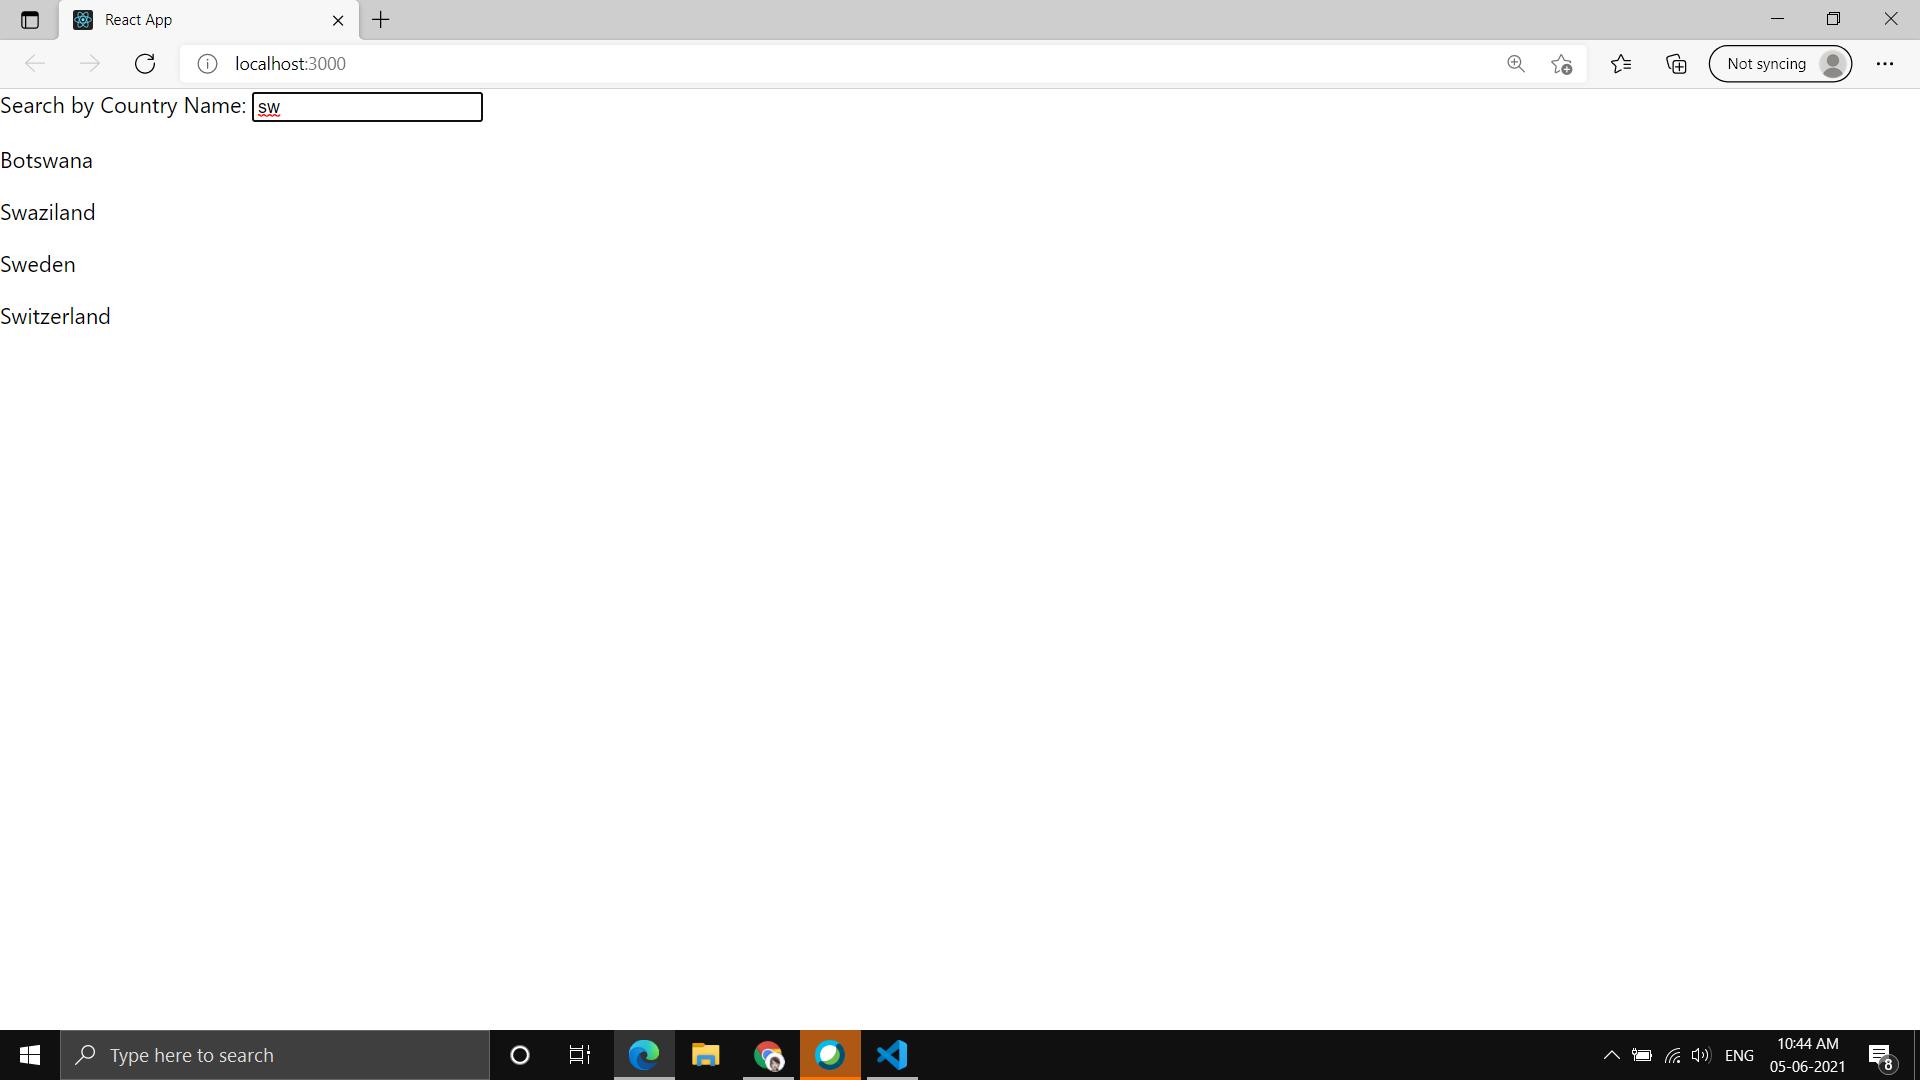 React App
localhost:3000
Not syncing
Search by Country Name: sw
Botswana
Swaziland
Sweden
Switzerland
Type here to search
ENG
10:44 AM
05-06-2021
8